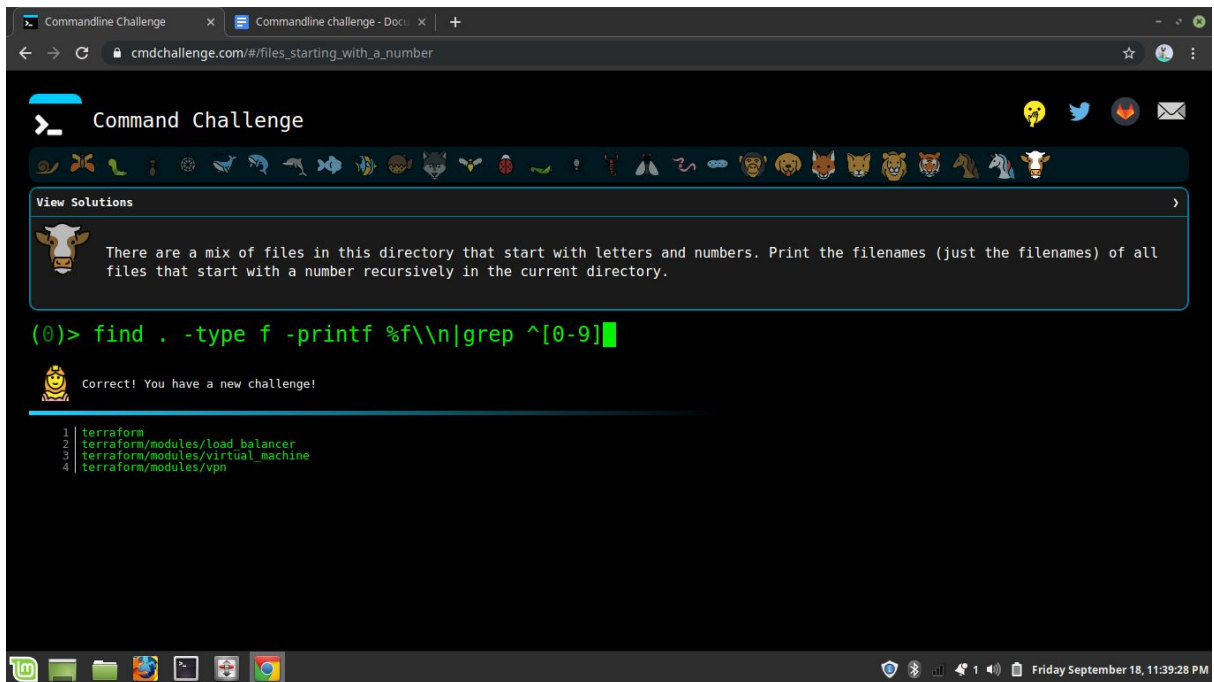 Commandline Challenge
Commandline challenge - Docu
cmdchallenge.com/#/files_starting_with_a_number
Command Challenge
View Solutions
There are a mix of files in this directory that start with letters and numbers. Print the filenames (just the filenames) of all
files that start with a number recursively in the current directory.
(0)> find . -type f -printf %f\\n|grep ^[0-9]
Correct! You have a new challenge!
1 terraform
2 terraform/modules/load_balancer
3 terraform/modules/virtual_machine
4 terraform/modules/vpn
1 Friday September 18, 11:39:28 PM